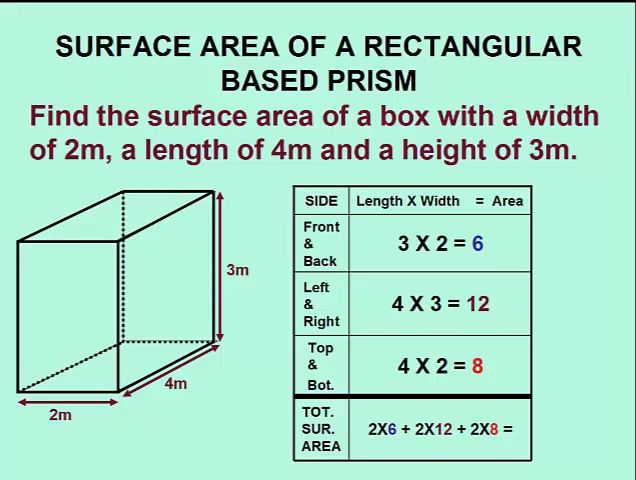 SURFACE AREA OF A RECTANGULAR
BASED PRISM
Find the surface area of a box with a width
of 2m, a length of 4m and a height of 3m.
3m
4m
2m
SIDE Length X Width = Area
Front
&
Back
3 X 2 = 6
Left
&
Right
4 X 3 = 12
Top
&
Bot.
4 X 2 = 8
TOT.
SUR.
AREA
2X6 + 2X12 + 2X8 =